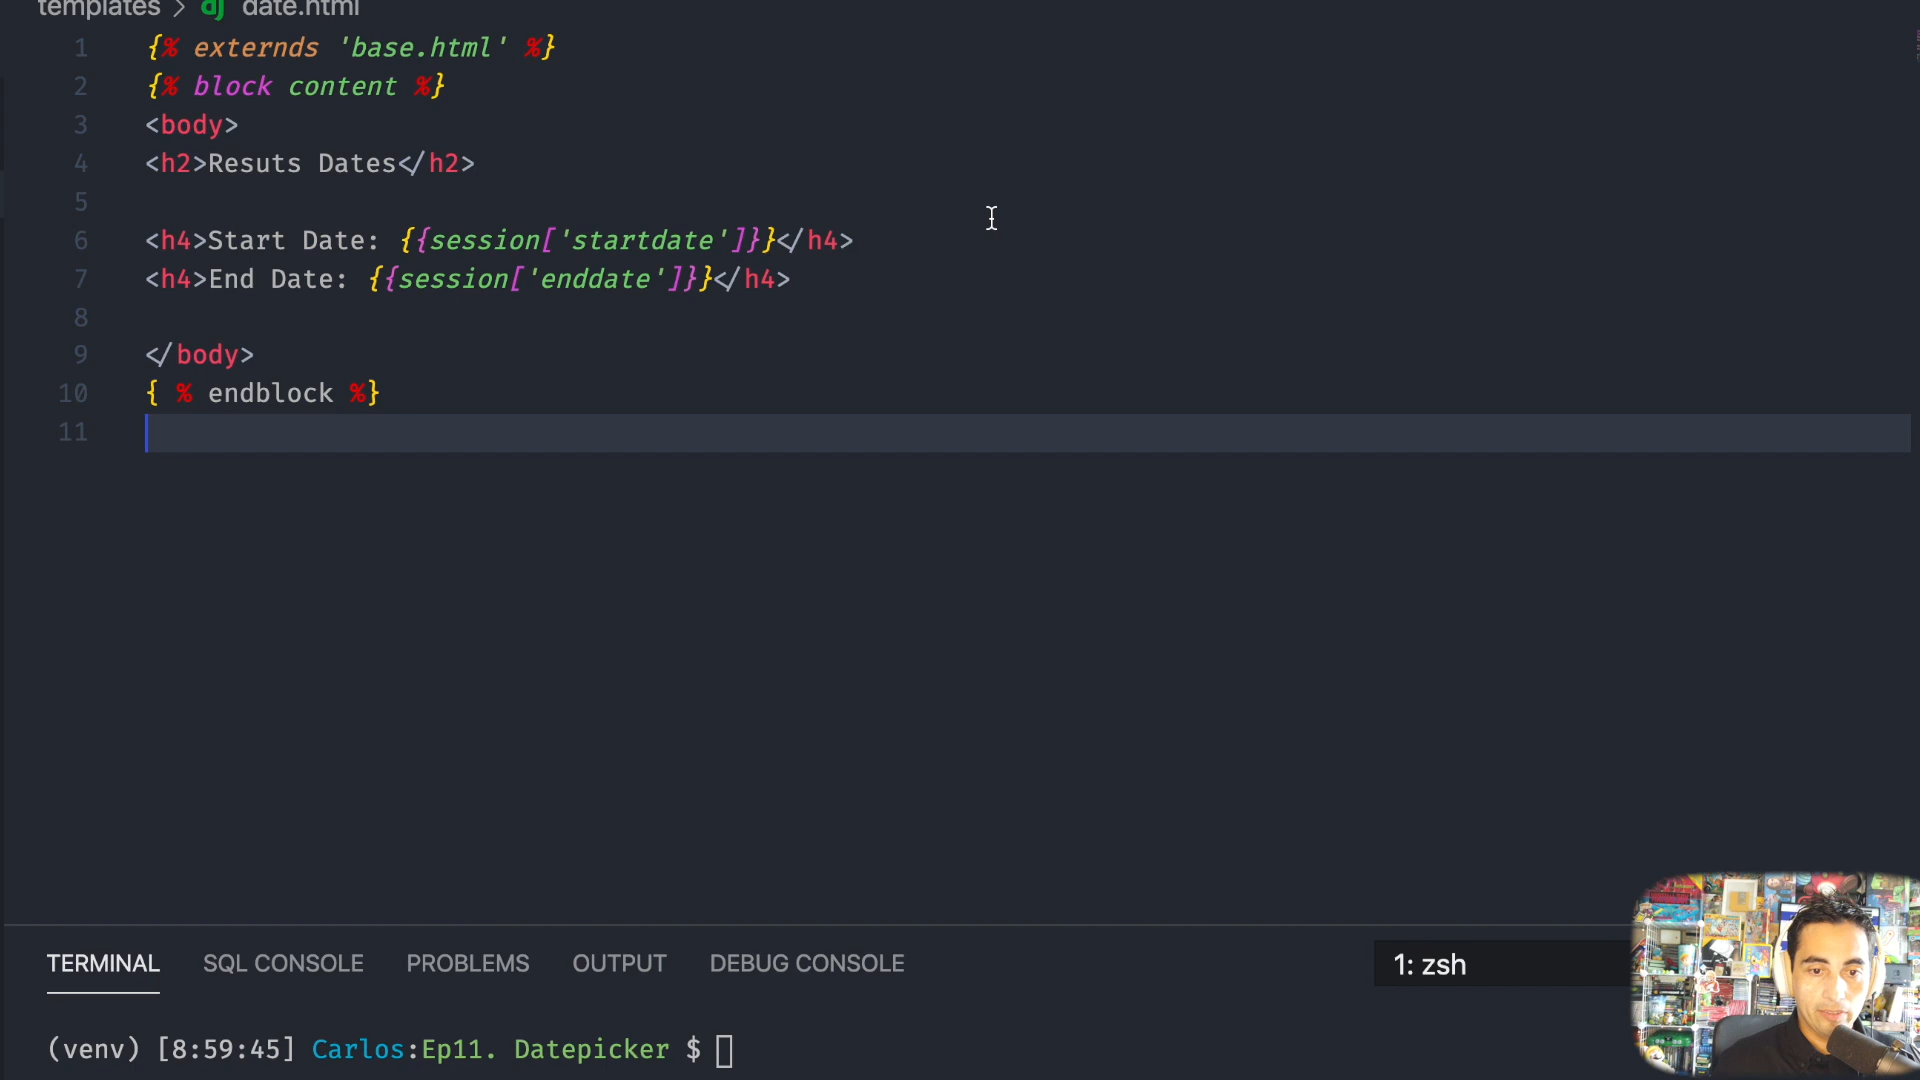 templates > dj date.html
1 {% externds 'base.html' %}
2 {% block content %}
3 <body>
4 <h2>Resuts Dates</h2>
5
6 <h4>Start Date: {{session['startdate']}}</h4>
7 <h4>End Date: {{session['enddate']}}</h4>
8
9 </body>
10 { % endblock %}
11
TERMINAL SQL CONSOLE PROBLEMS OUTPUT DEBUG CONSOLE 1: zsh
(venv) [8:59:45] Carlos:Ep11. Datepicker $